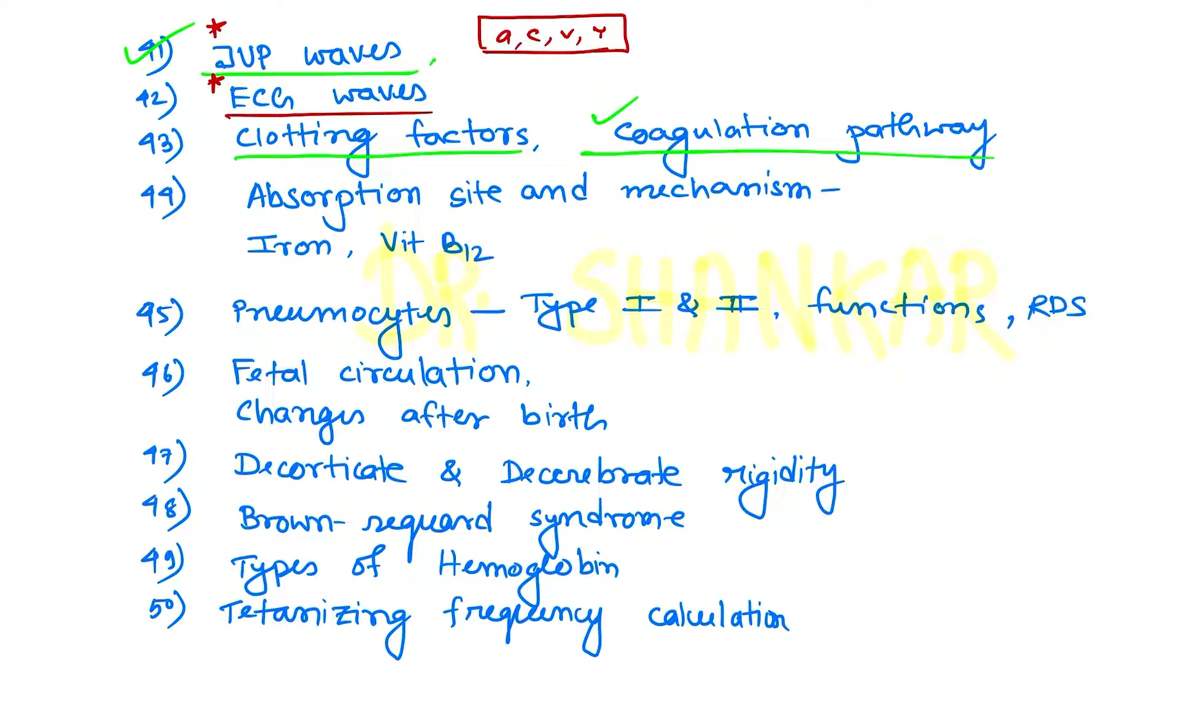 41) * JVP waves, a, c, v, y
42) * ECG waves
43) Clotting factors, Coagulation pathway
44) Absorption site and mechanism –
Iron, Vit B12
45) Pneumocytes – Type I & II, functions, RDS
46) Fetal circulation,
Changes after birth
47) Decorticate & Decerebrate rigidity
48) Brown-sequard syndrome
49) Types of Hemoglobin
50) Tetanizing frequency calculation
DR. SHANKAR